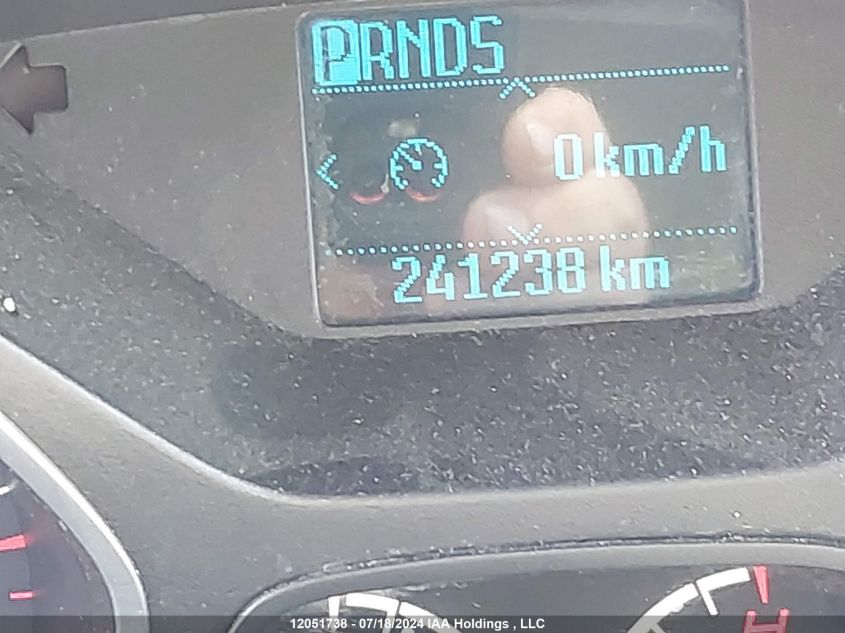 PRNDS
0 km/h
241238 km
12051738 - 07/18/2024 IAA Holdings , LLC